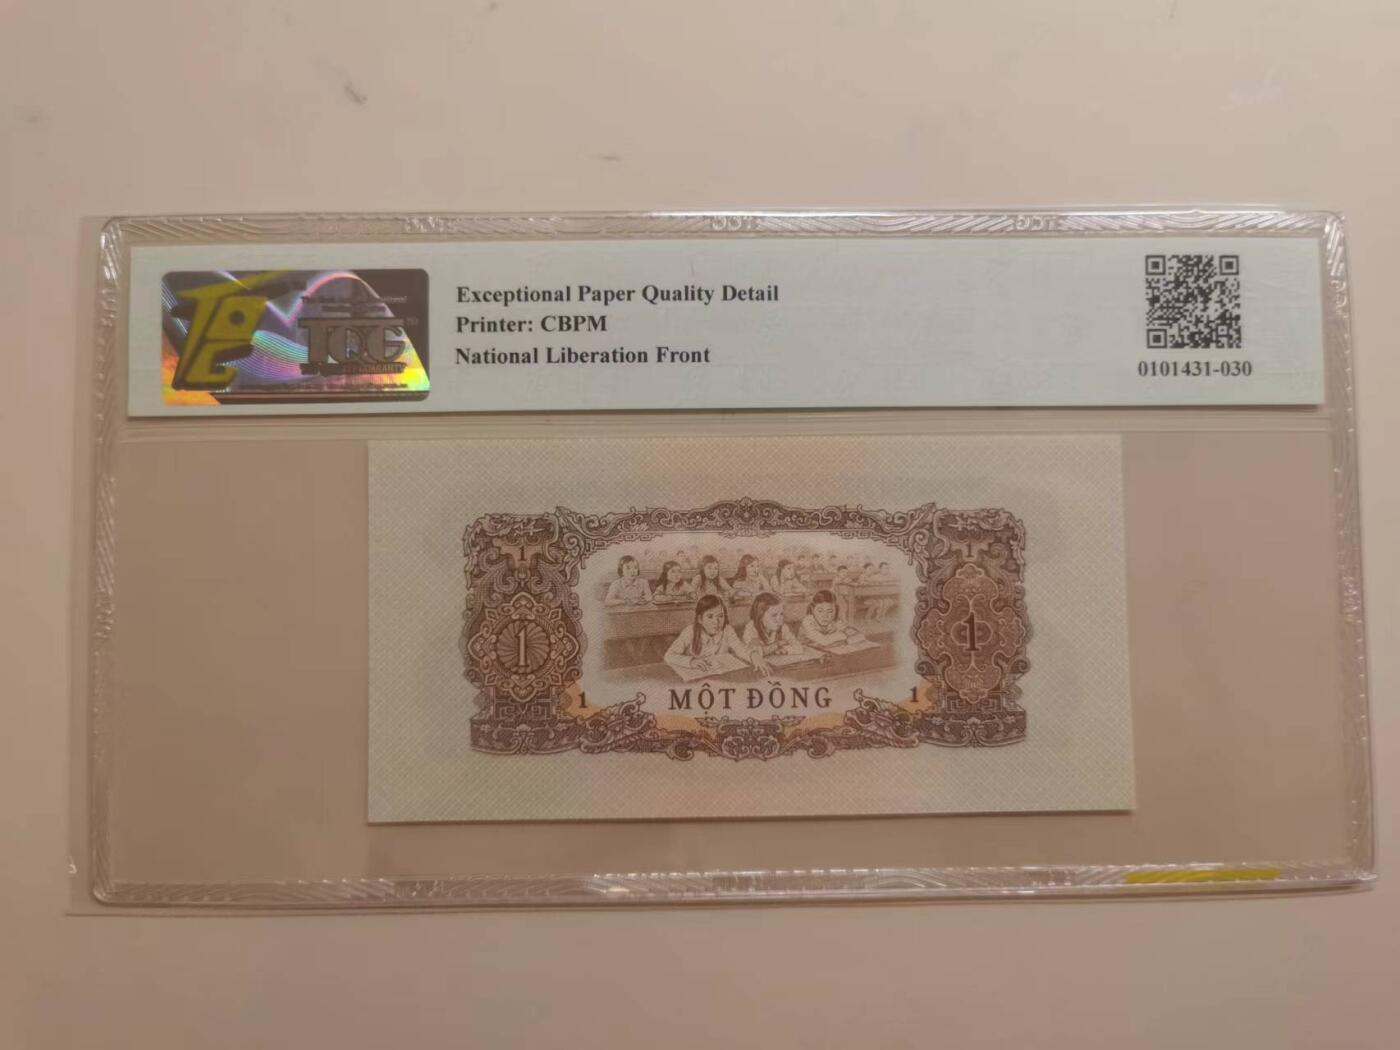 Exceptional Paper Quality Detail
Printer: CBPM
National Liberation Front
TQG
0101431-030
1
1
1
1
1
MỘT ĐỒNG
1